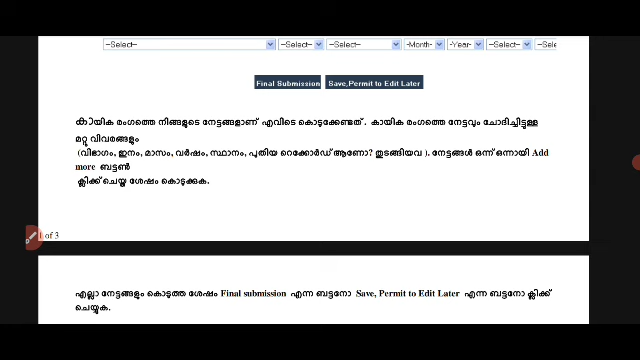 --Select-- --Select-- --Select-- --Month-- --Year-- --Select-- --Sele
Final Submission Save,Permit to Edit Later
കായിക രംഗത്തെ നിങ്ങളുടെ നേട്ടങ്ങളാണ് എവിടെ കൊടുക്കേണ്ടത്. കായിക രംഗത്തെ നേട്ടവും ചോദിച്ചിട്ടുള്ള
മറ്റു വിവരങ്ങളും
(വിഭാഗം, ഇനം, മാസം, വർഷം, സ്ഥാനം, പുതിയ റെക്കോർഡ് ആണോ? തുടങ്ങിയവ ). നേട്ടങ്ങൾ ഒന്ന് ഒന്നായി Add
more ബട്ടൺ
ക്ലിക്ക് ചെയ്ത ശേഷം കൊടുക്കുക.
1 of 3
എല്ലാ നേട്ടങ്ങളും കൊടുത്ത ശേഷം Final submission എന്ന ബട്ടനോ Save, Permit to Edit Later എന്ന ബട്ടനോ ക്ലിക്ക്
ചെയ്യുക.